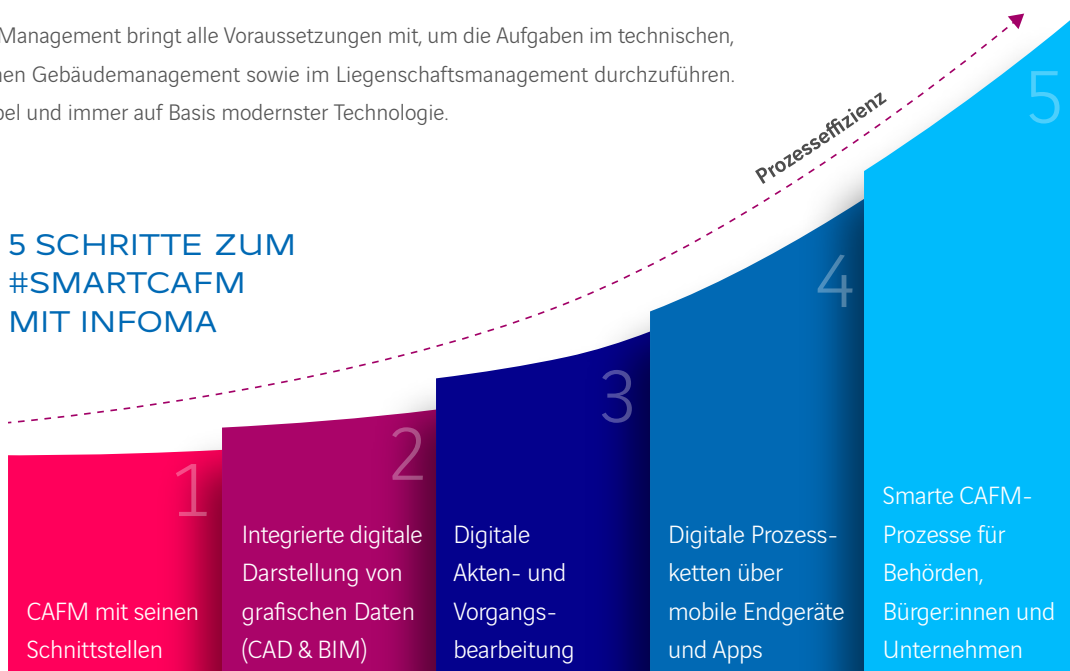 Management bringt alle Voraussetzungen mit, um die Aufgaben im technischen,
Gebäudemanagement sowie im Liegenschaftsmanagement durchzuführen.
und immer auf Basis modernster Technologie.
Prozesseffizienz
5 SCHRITTE ZUM
#SMARTCAFM
MIT INFOMA
1
CAFM mit seinen
Schnittstellen
2
Integrierte digitale
Darstellung von
grafischen Daten
(CAD & BIM)
3
Digitale
Akten- und
Vorgangs-
bearbeitung
4
Digitale Prozess-
ketten über
mobile Endgeräte
und Apps
5
Smarte CAFM-
Prozesse für
Behörden,
Bürger:innen und
Unternehmen